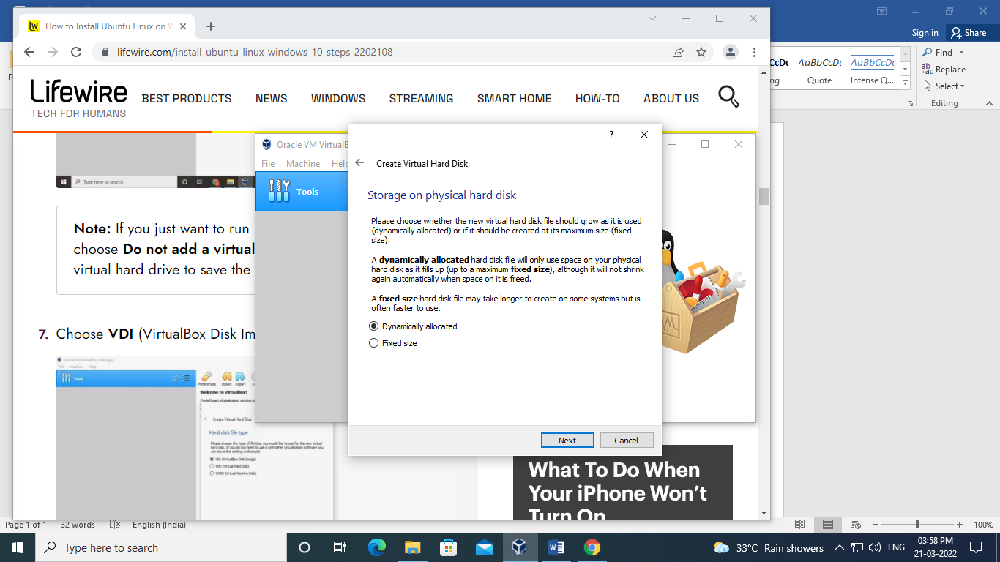 Sign in
Share
How to Install Ubuntu Linux on W
lifewire.com/install-ubuntu-linux-windows-10-steps-2202108
Find
Replace
Select
Editing
AaBbCcDc
AaBbCcDc
Quote
Intense Q...
Lifewire
TECH FOR HUMANS
BEST PRODUCTS
NEWS
WINDOWS
STREAMING
SMART HOME
HOW-TO
ABOUT US
Type here to search
Note: If you just want to run
choose Do not add a virtual
virtual hard drive to save the
7. Choose VDI (VirtualBox Disk Im
Oracle VM VirtualBox Manager
File Machine Help
Tools
Preferences Import Export
Welcome to VirtualBox!
The left part of application window co
Create Virtual Hard Disk
Hard disk file type
Please choose the type of file that you would like to use for the new virtual
hard disk. If you do not need to use it with other virtualization software you
can leave this setting unchanged.
VDI (VirtualBox Disk Image)
VHD (Virtual Hard Disk)
VMDK (Virtual Machine Disk)
Oracle VM VirtualB
File Machine Help
Tools
?
Create Virtual Hard Disk
Storage on physical hard disk
Please choose whether the new virtual hard disk file should grow as it is used
(dynamically allocated) or if it should be created at its maximum size (fixed
size).
A dynamically allocated hard disk file will only use space on your physical
hard disk as it fills up (up to a maximum fixed size), although it will not shrink
again automatically when space on it is freed.
A fixed size hard disk file may take longer to create on some systems but is
often faster to use.
Dynamically allocated
Fixed size
Next
Cancel
What To Do When
Your iPhone Won't
Turn On
Page 1 of 1
32 words
English (India)
100%
Type here to search
33°C Rain showers
ENG
03:58 PM
21-03-2022